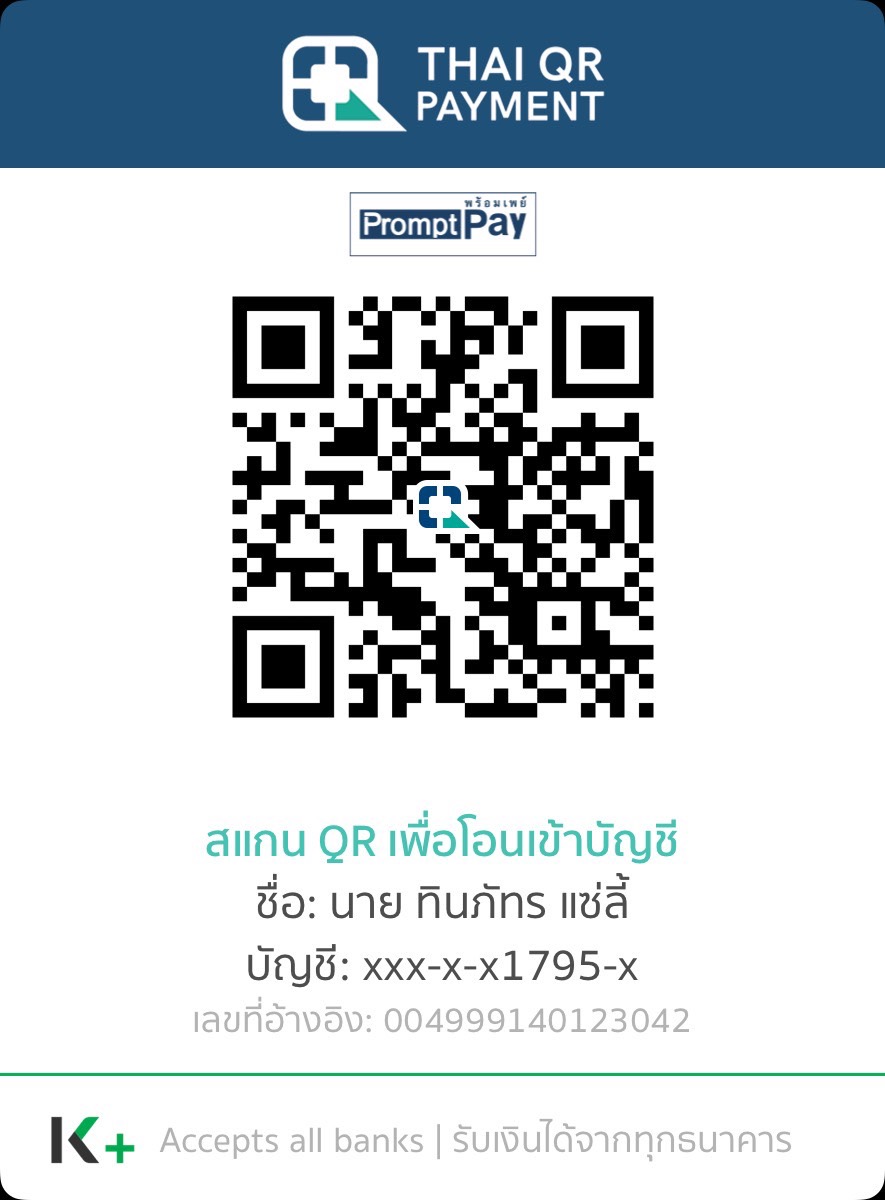 THAI QR
PAYMENT
พร้อมเพย์
PromptPay
สแกน QR เพื่อโอนเข้าบัญชี
ชื่อ: นาย ทินภัทร แซ่ลี้
บัญชี: xxx-x-x1795-x
เลขที่อ้างอิง: 004999140123042
K+ Accepts all banks | รับเงินได้จากทุกธนาคาร